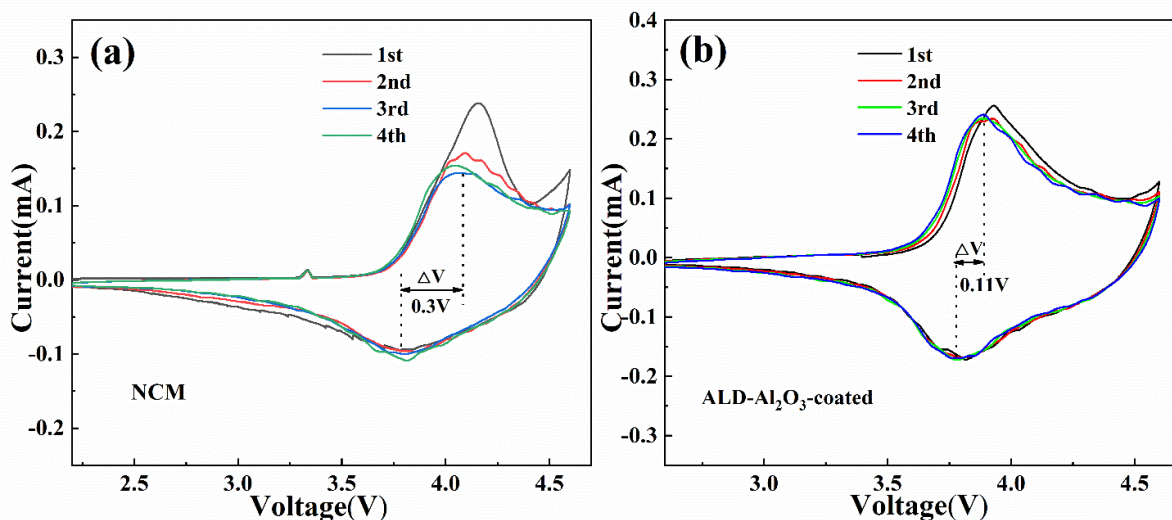 (a)
1st
2nd
3rd
4th
0.3
0.2
0.1
0.0
-0.1
-0.2
Current(mA)
△V
0.3V
NCM
2.5
3.0
3.5
4.0
4.5
Voltage(V)
(b)
1st
2nd
3rd
4th
0.4
0.3
0.2
0.1
0.0
-0.1
-0.2
-0.3
Current(mA)
△V
0.11V
ALD-Al₂O₃-coated
3.0
3.5
4.0
4.5
Voltage(V)